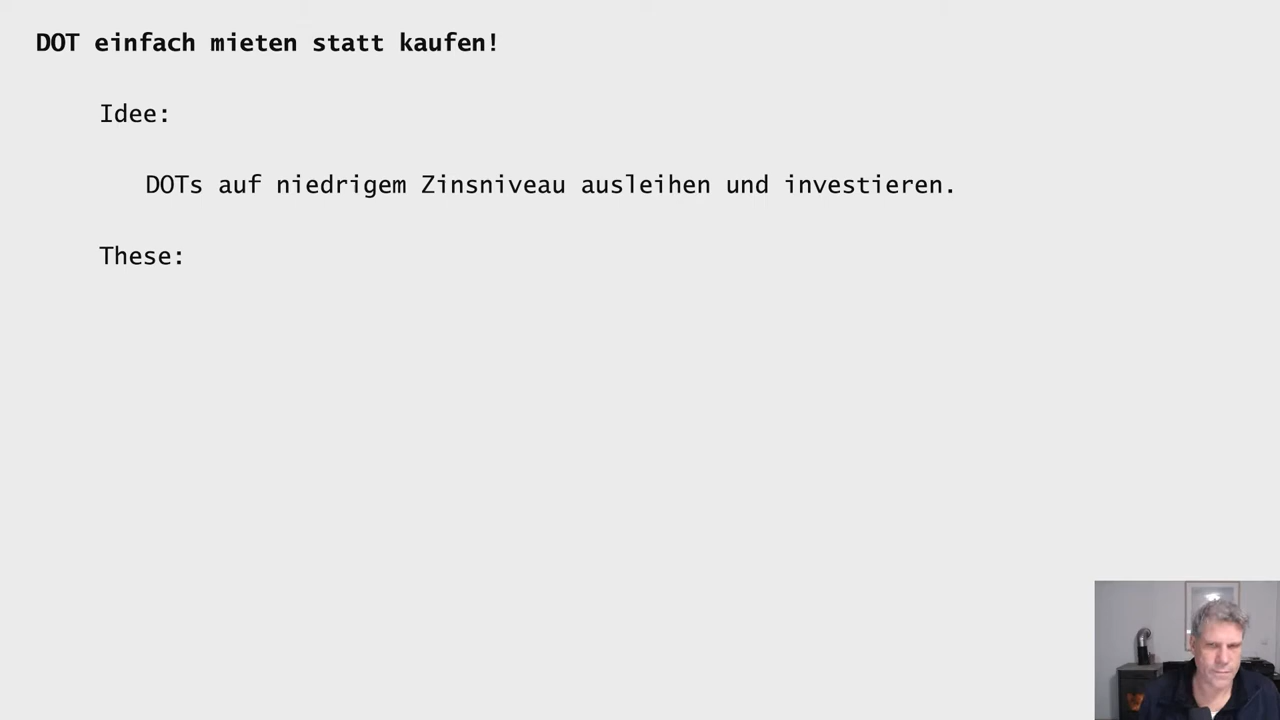 DOT einfach mieten statt kaufen!
Idee:
DOTs auf niedrigem Zinsniveau ausleihen und investieren.
These: